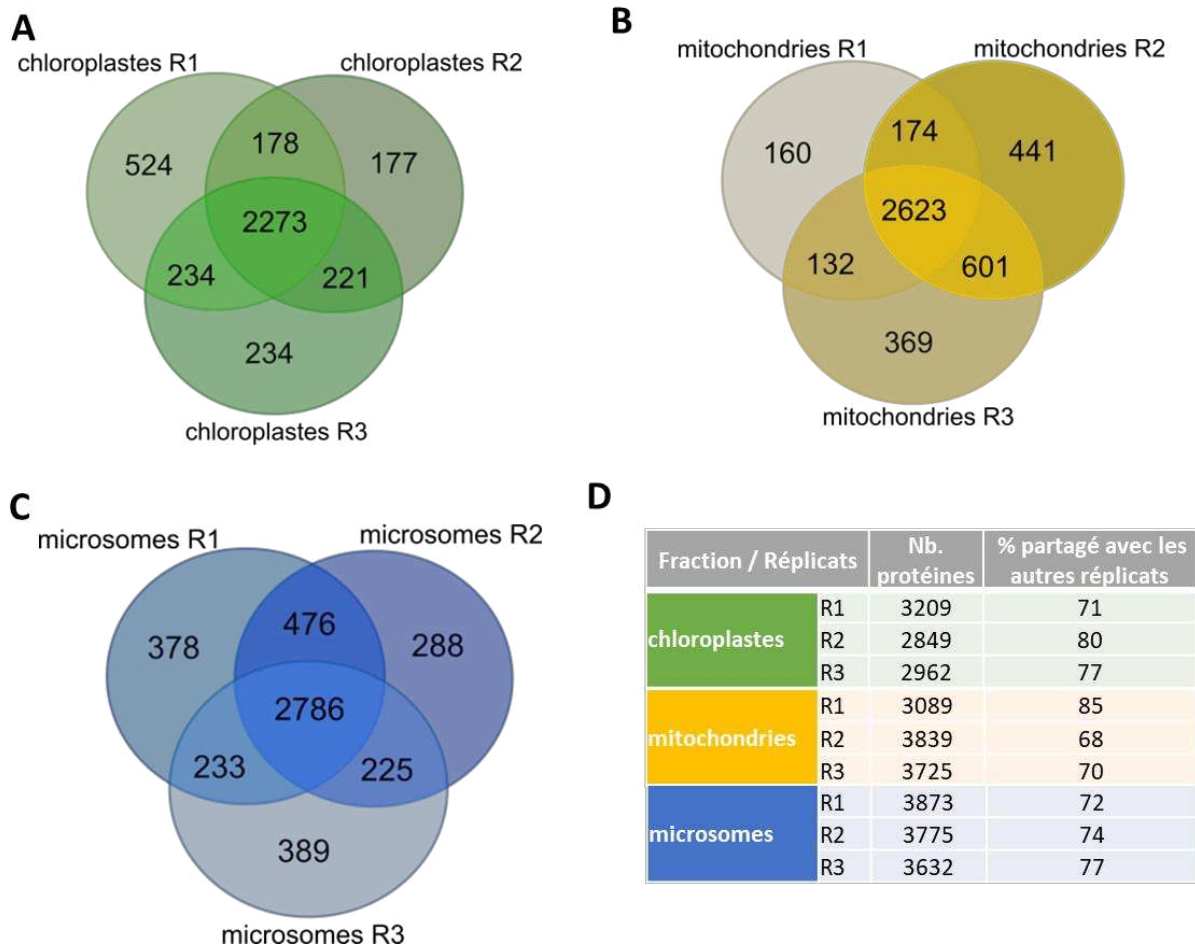 A
chloroplastes R1
chloroplastes R2
524
178
177
2273
234
221
234
chloroplastes R3
B
mitochondries R1
mitochondries R2
160
174
441
2623
132
601
369
mitochondries R3
C
microsomes R1
microsomes R2
378
476
288
2786
233
225
389
microsomes R3
D
Fraction / Réplicats
Nb.
protéines
% partagé avec les
autres réplicats
chloroplastes
R1 3209 71
R2 2849 80
R3 2962 77
mitochondries
R1 3089 85
R2 3839 68
R3 3725 70
microsomes
R1 3873 72
R2 3775 74
R3 3632 77